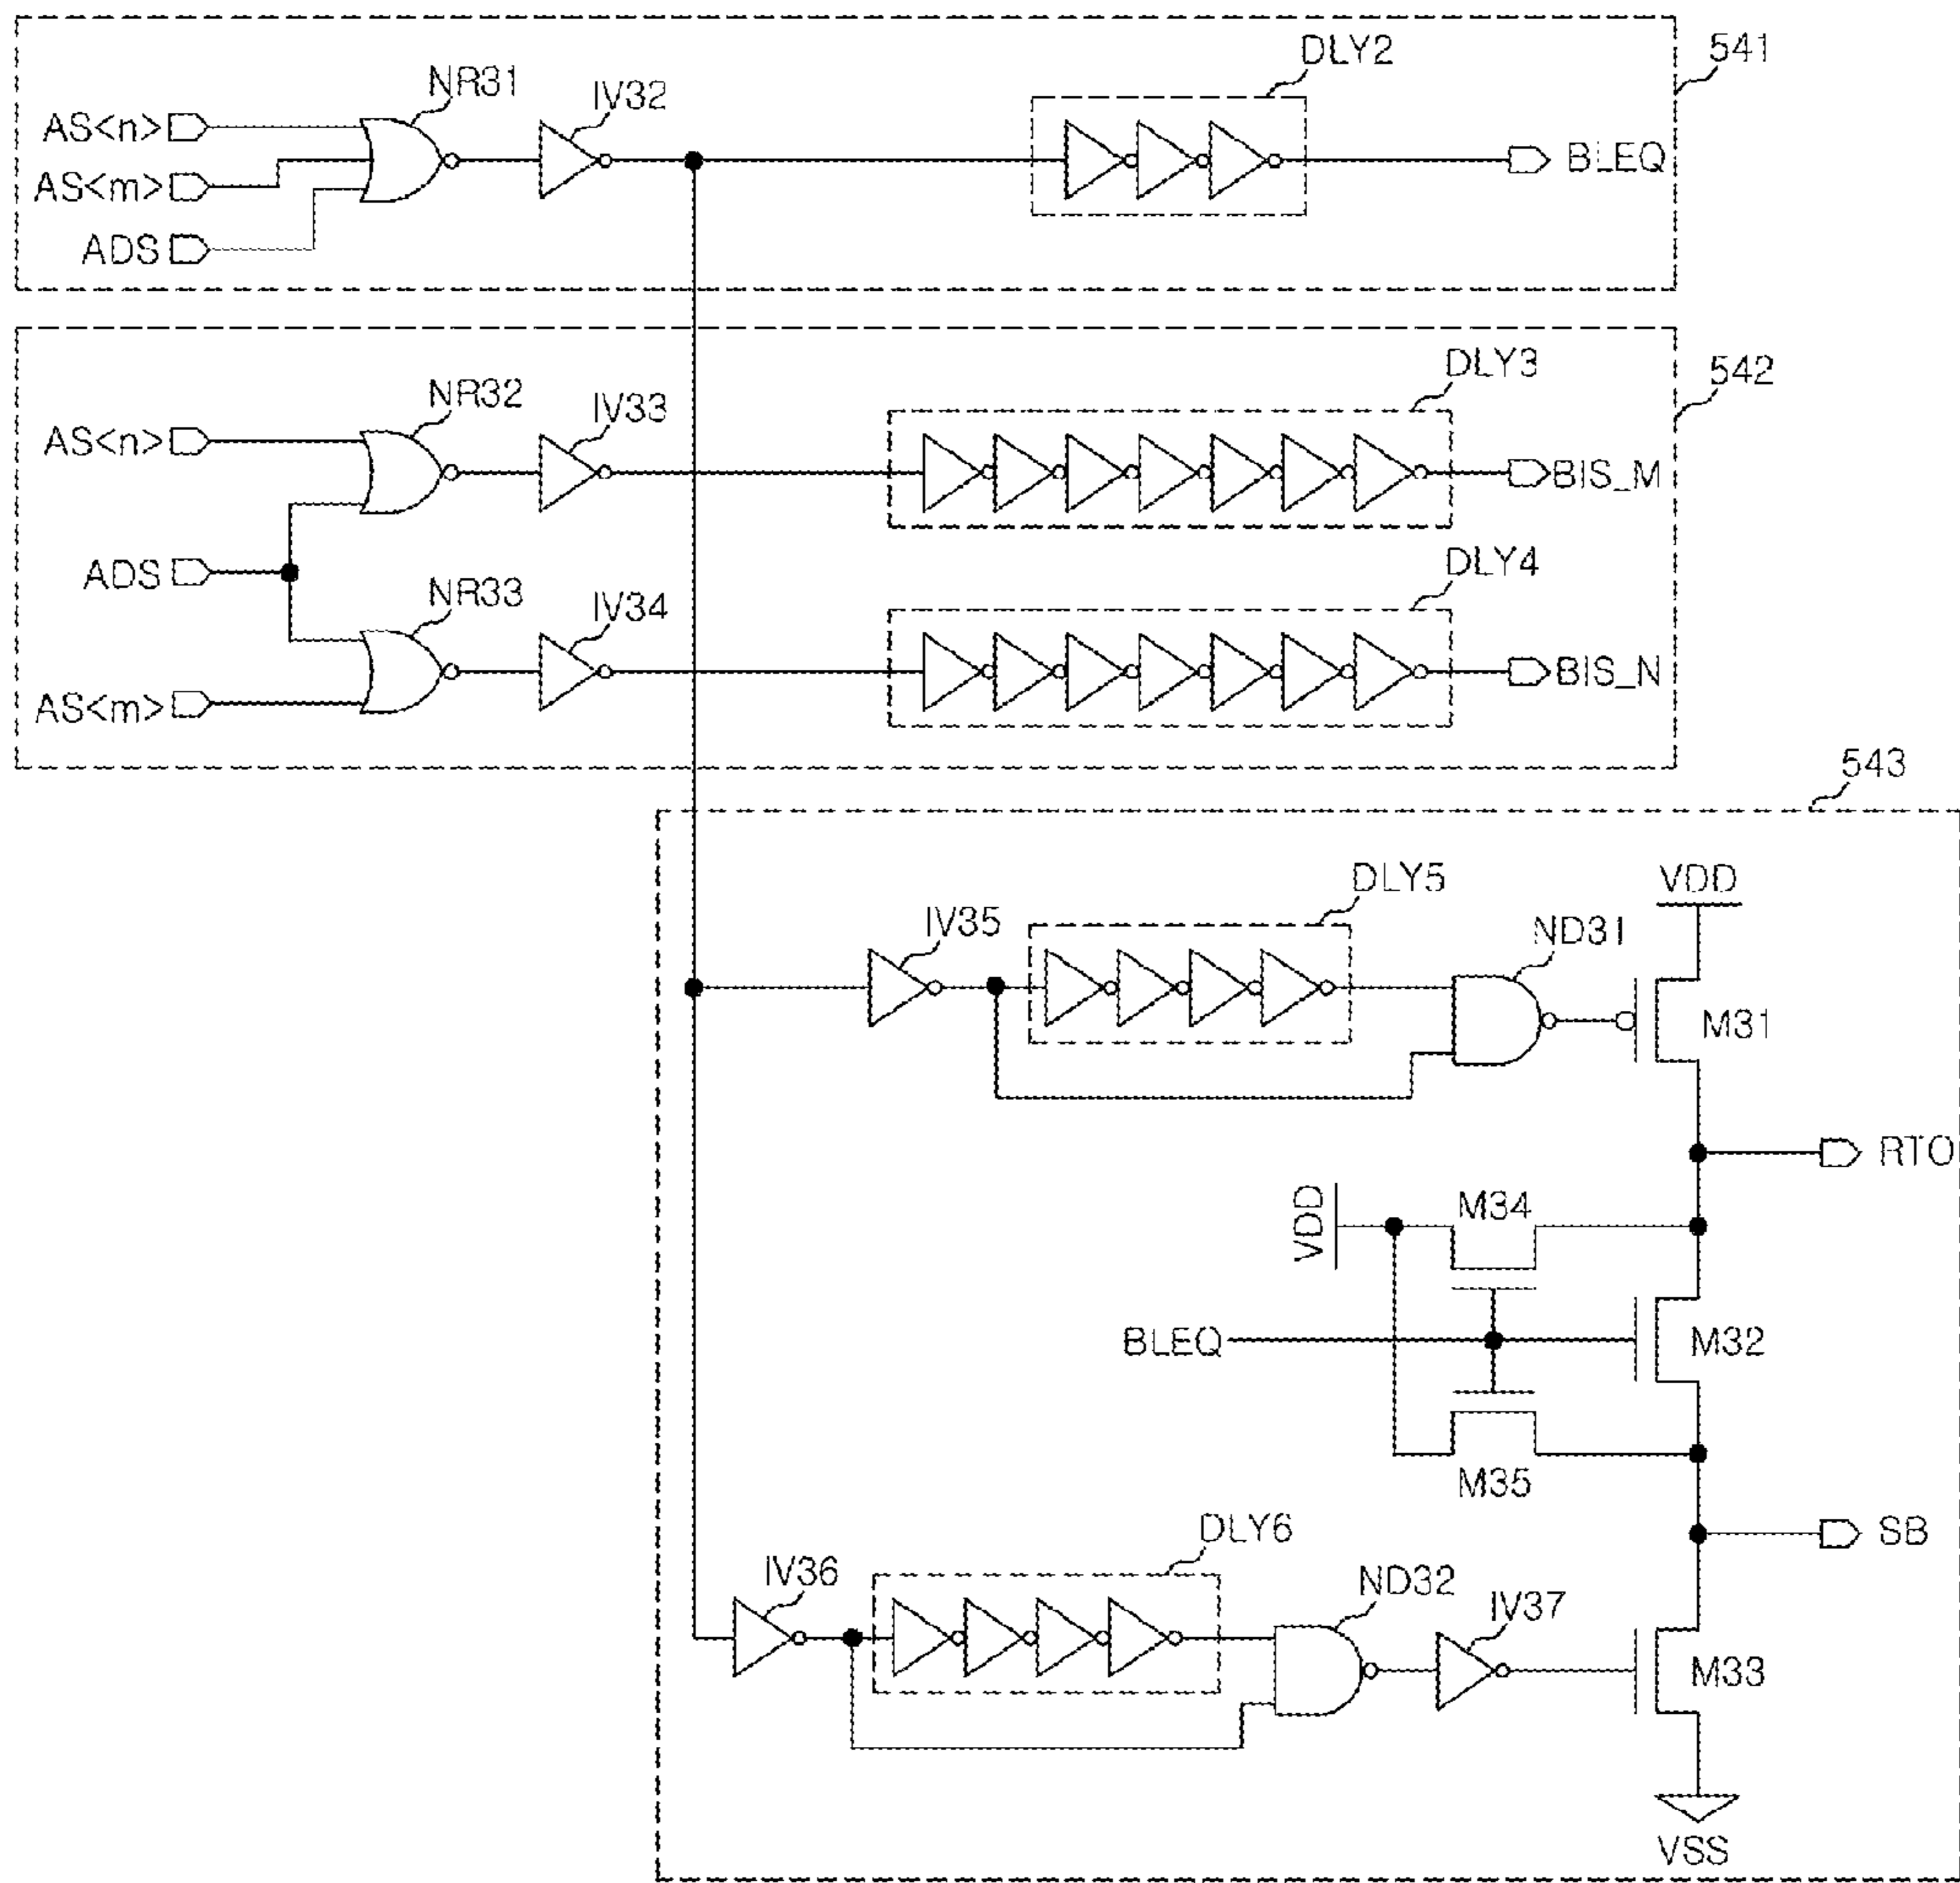 DLY2
541
NR31
IV32
AS<n>
AS<m>
ADS
BLEQ
DLY3
542
NR32
IV33
AS<n>
BIS_M
ADS
DLY4
NR33
IV34
AS<m>
BIS_N
543
DLY5
VDD
IV35
ND31
M31
RTO
VDD
M34
BLEQ
M32
M35
DLY6
SB
IV36
ND32
IV37
M33
VSS